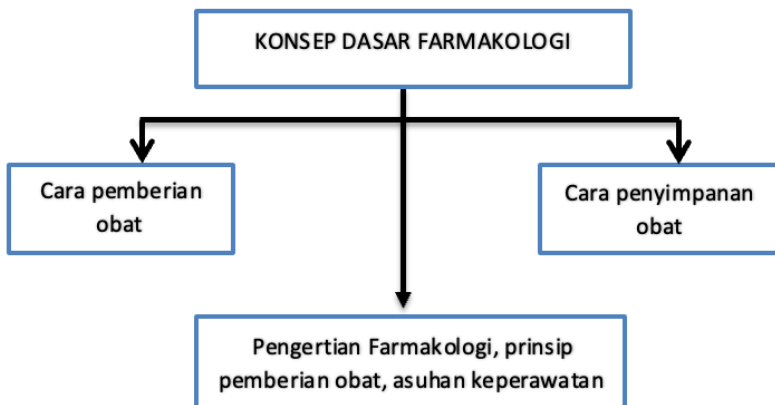 KONSEP DASAR FARMAKOLOGI
Cara pemberian
obat
Cara penyimpanan
obat
Pengertian Farmakologi, prinsip
pemberian obat, asuhan keperawatan